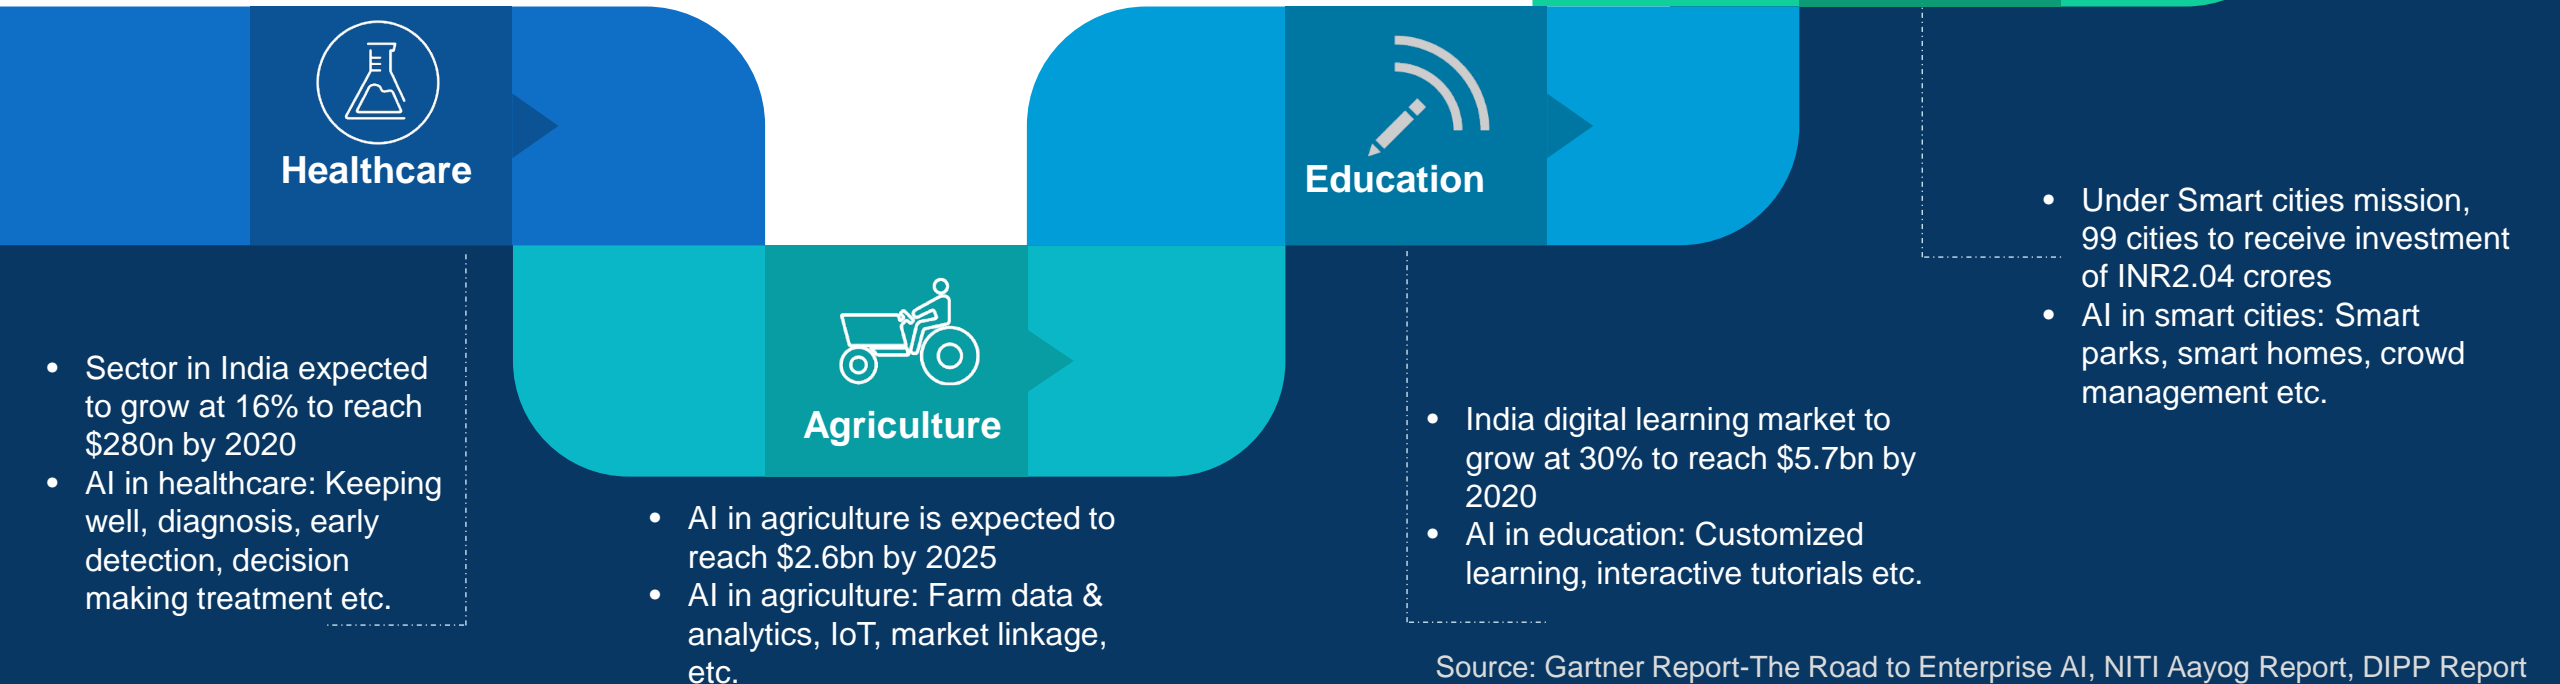 Healthcare
• Sector in India expected
to grow at 16% to reach
$280n by 2020
• AI in healthcare: Keeping
well, diagnosis, early
detection, decision
making treatment etc.
Agriculture
• AI in agriculture is expected to
reach $2.6bn by 2025
• AI in agriculture: Farm data &
analytics, IoT, market linkage,
etc.
Education
• India digital learning market to
grow at 30% to reach $5.7bn by
2020
• AI in education: Customized
learning, interactive tutorials etc.
• Under Smart cities mission,
99 cities to receive investment
of INR2.04 crores
• AI in smart cities: Smart
parks, smart homes, crowd
management etc.
Source: Gartner Report-The Road to Enterprise AI, NITI Aayog Report, DIPP Report